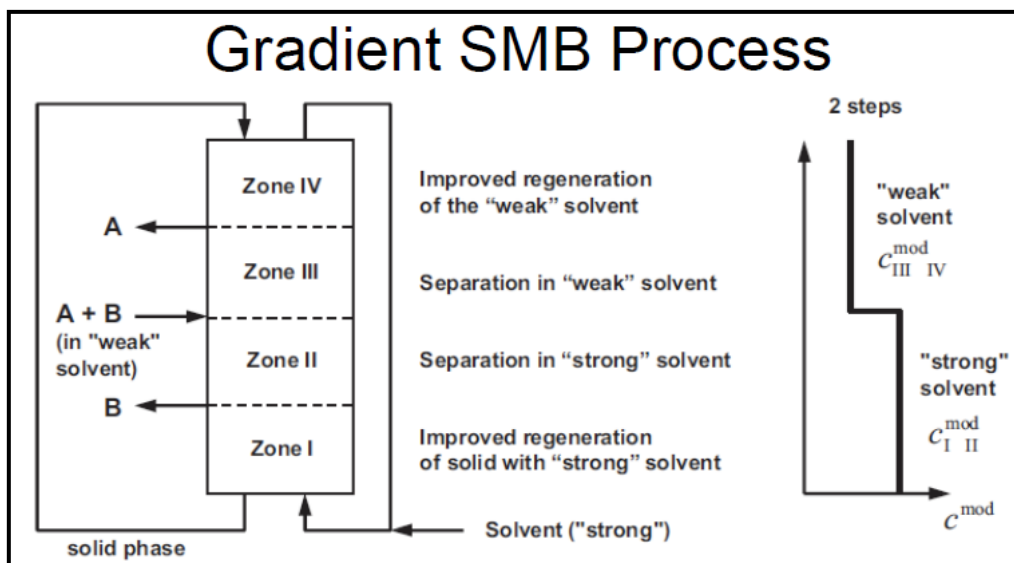 Gradient SMB Process
2 steps
Zone IV
Improved regeneration
of the “weak” solvent
"weak"
solvent
A
c mod III IV
Zone III
Separation in “weak” solvent
A + B
(in "weak"
solvent)
Zone II
Separation in “strong” solvent
"strong"
solvent
B
c mod I II
Zone I
Improved regeneration
of solid with “strong” solvent
c mod
Solvent ("strong")
solid phase